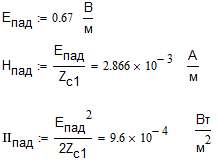 Eпад := 0.67 В/м
Hпад := Eпад/Zc1 = 2.866 × 10⁻³ А/м
Ппад := Eпад²/2Zc1 = 9.6 × 10⁻⁴ Вт/м²